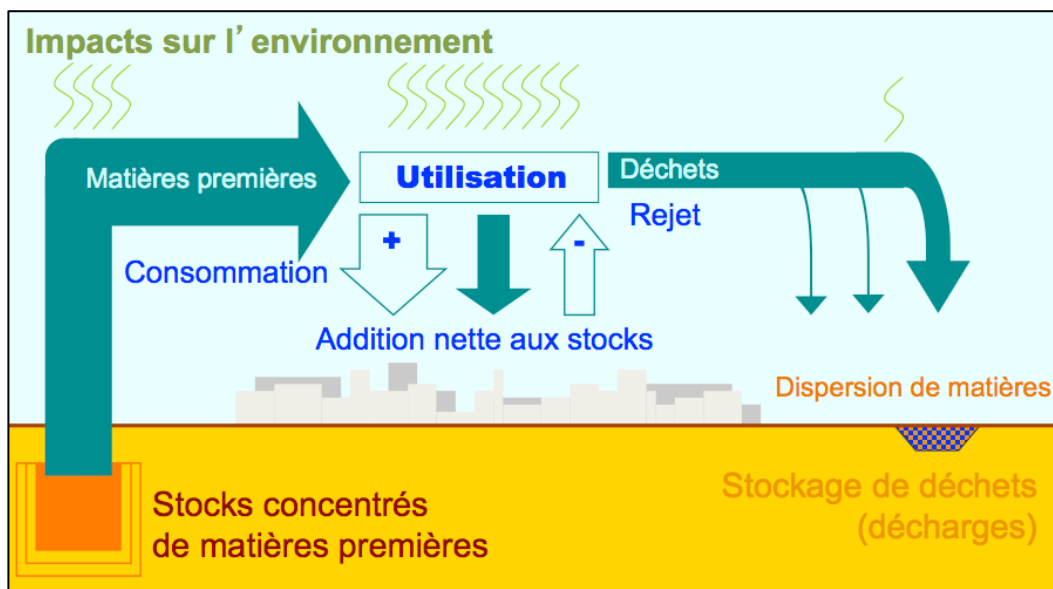 Impacts sur l’environnement
Matières premières
Utilisation
Déchets
Rejet
+
-
Consommation
Addition nette aux stocks
Dispersion de matières
Stocks concentrés
de matières premières
Stockage de déchets
(décharges)